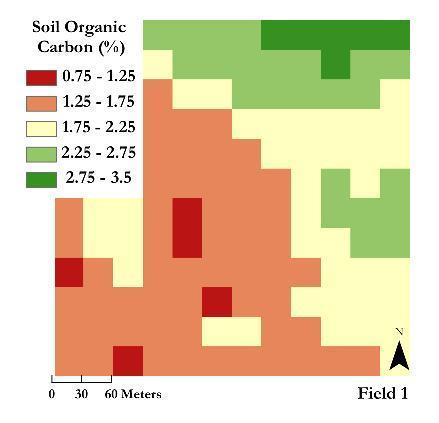 Soil Organic
Carbon (%)
0.75 - 1.25
1.25 - 1.75
1.75 - 2.25
2.25 - 2.75
2.75 - 3.5
N
0 30 60 Meters
Field 1